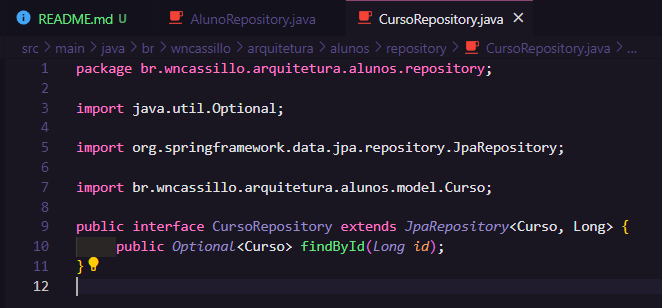 README.md U AlunoRepository.java CursoRepository.java ×
src > main > java > br > wncassillo > arquitetura > alunos > repository > CursoRepository.java > ...
1 package br.wncassillo.arquitetura.alunos.repository;
2
3 import java.util.Optional;
4
5 import org.springframework.data.jpa.repository.JpaRepository;
6
7 import br.wncassillo.arquitetura.alunos.model.Curso;
8
9 public interface CursoRepository extends JpaRepository<Curso, Long> {
10 public Optional<Curso> findById(Long id);
11 }
12